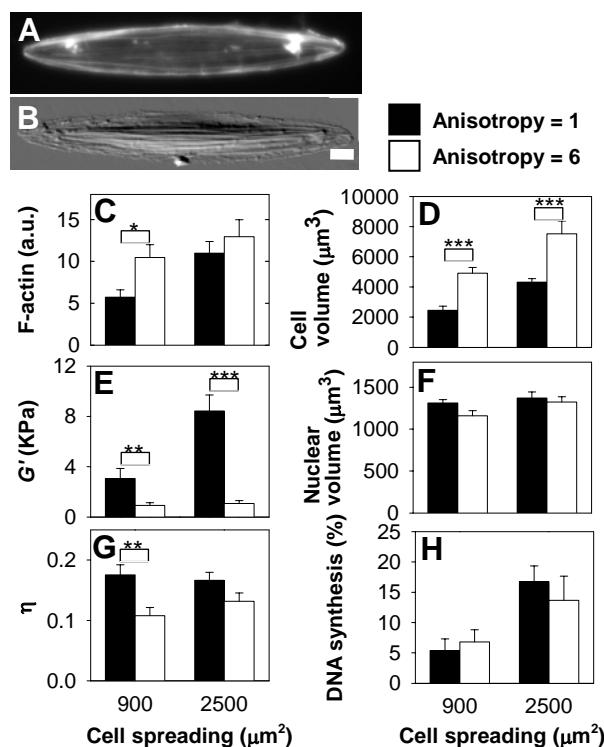 A
B
Anisotropy = 1
Anisotropy = 6
C
F-actin (a.u.)
15
10
5
0
*
D
Cell
volume (μm³)
10000
8000
6000
4000
2000
0
***
***
E
G' (KPa)
12
8
4
0
**
***
F
Nuclear
volume (μm³)
1500
1000
500
0
G
η
0.2
0.1
0.0
**
900
2500
Cell spreading (μm²)
H
DNA synthesis (%)
25
20
15
10
5
0
900
2500
Cell spreading (μm²)